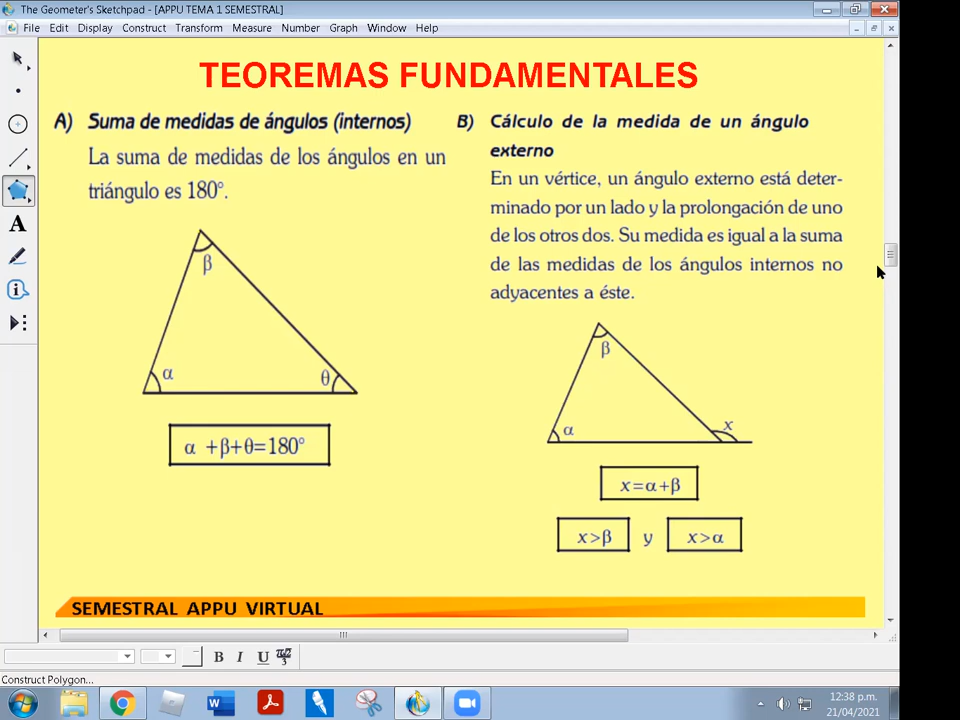 The Geometer's Sketchpad - [APPU TEMA 1 SEMESTRAL]
File Edit Display Construct Transform Measure Number Graph Window Help
TEOREMAS FUNDAMENTALES
A) Suma de medidas de ángulos (internos)
La suma de medidas de los ángulos en un
triángulo es 180°.
β
α
θ
α +β+θ=180°
B) Cálculo de la medida de un ángulo
externo
En un vértice, un ángulo externo está deter-
minado por un lado y la prolongación de uno
de los otros dos. Su medida es igual a la suma
de las medidas de los ángulos internos no
adyacentes a éste.
β
α
x
x=α+β
x>β y x>α
SEMESTRAL APPU VIRTUAL
B I U
Construct Polygon...
12:38 p.m.
21/04/2021